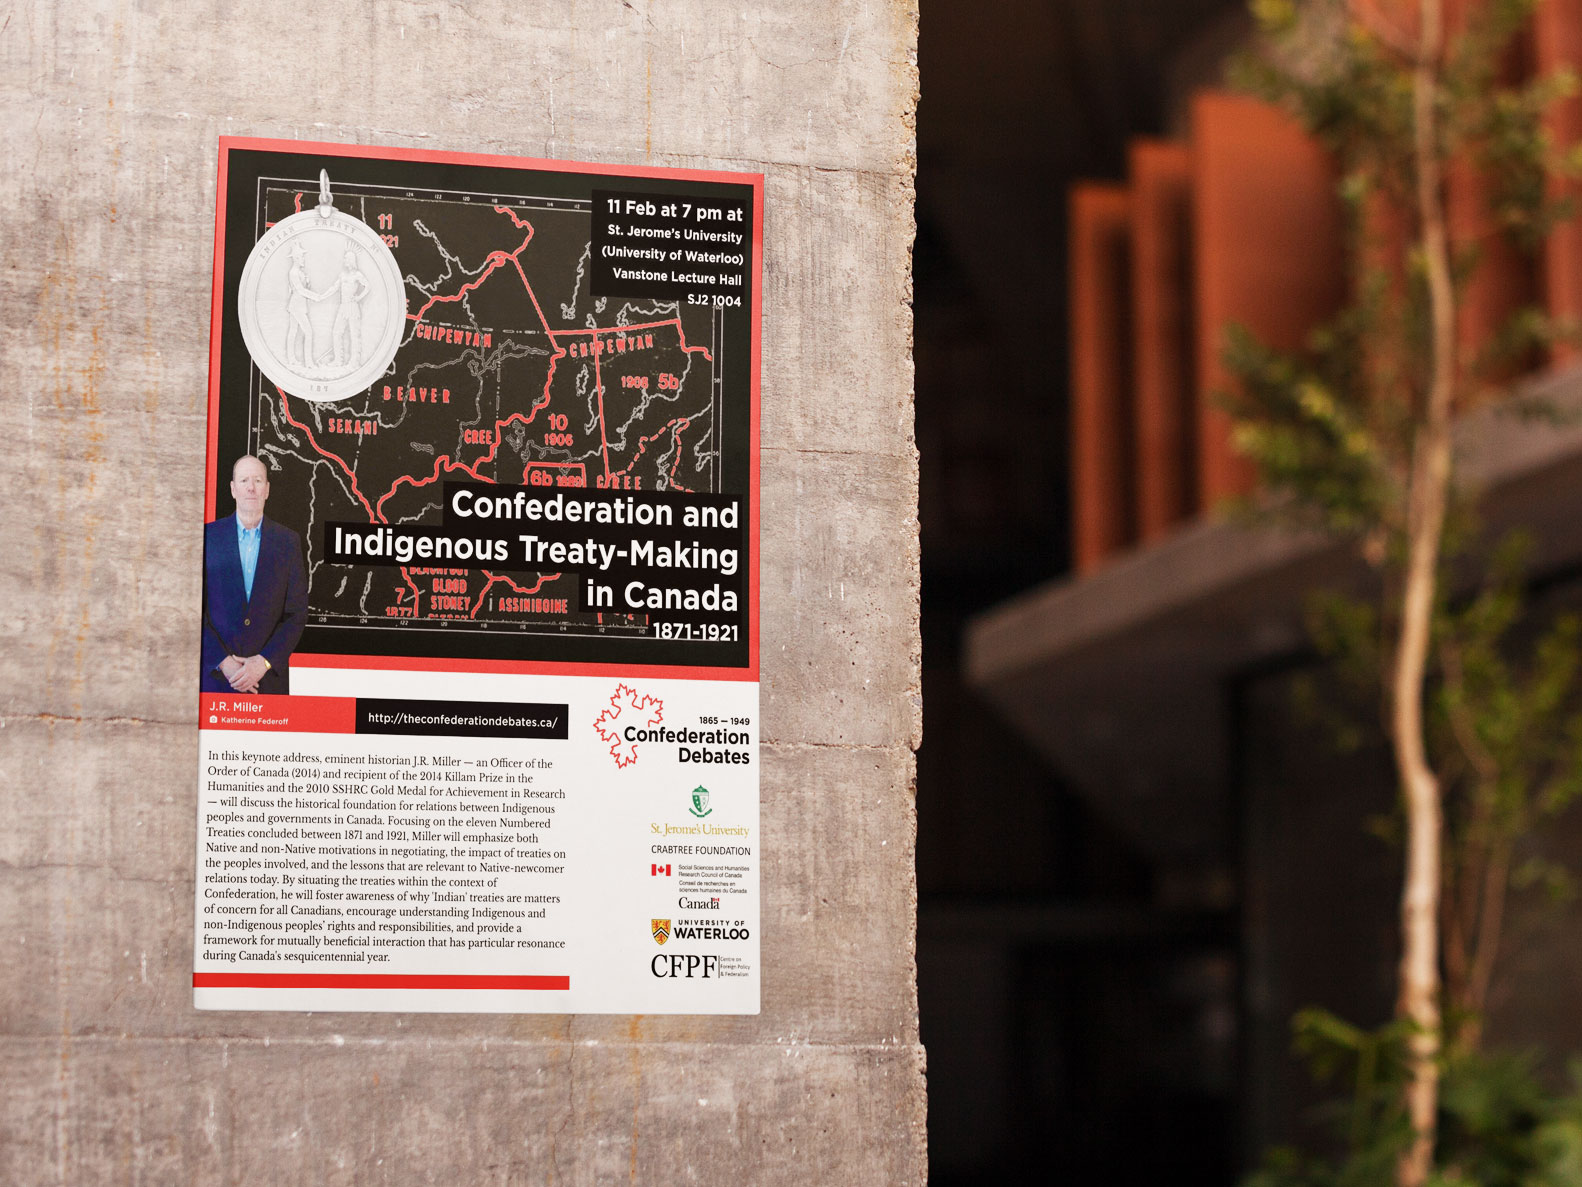 INDIAN TREATY N
187
11
921
CHIPEWYAN
CHIPEWYAN
1906 5b
BEAVER
SEKANI
CREE
10
1906
6b 1889
CREE
11 Feb at 7 pm at
St. Jerome's University
(University of Waterloo)
Vanstone Lecture Hall
SJ2 1004
Confederation and
Indigenous Treaty-Making
in Canada
1871-1921
BLACKFOOT
BLOOD
STONEY
7
1877
ASSINIBOINE
J.R. Miller
Katherine Federoff
http://theconfederationdebates.ca/
In this keynote address, eminent historian J.R. Miller — an Officer of the
Order of Canada (2014) and recipient of the 2014 Killam Prize in the
Humanities and the 2010 SSHRC Gold Medal for Achievement in Research
— will discuss the historical foundation for relations between Indigenous
peoples and governments in Canada. Focusing on the eleven Numbered
Treaties concluded between 1871 and 1921, Miller will emphasize both
Native and non-Native motivations in negotiating, the impact of treaties on
the peoples involved, and the lessons that are relevant to Native-newcomer
relations today. By situating the treaties within the context of
Confederation, he will foster awareness of why 'Indian' treaties are matters
of concern for all Canadians, encourage understanding Indigenous and
non-Indigenous peoples' rights and responsibilities, and provide a
framework for mutually beneficial interaction that has particular resonance
during Canada's sesquicentennial year.
1865 — 1949
Confederation
Debates
St. Jerome's University
CRABTREE FOUNDATION
Social Sciences and Humanities
Research Council of Canada
Conseil de recherches en
sciences humaines du Canada
Canada
UNIVERSITY OF
WATERLOO
CFPF
Centre on
Foreign Policy
& Federation